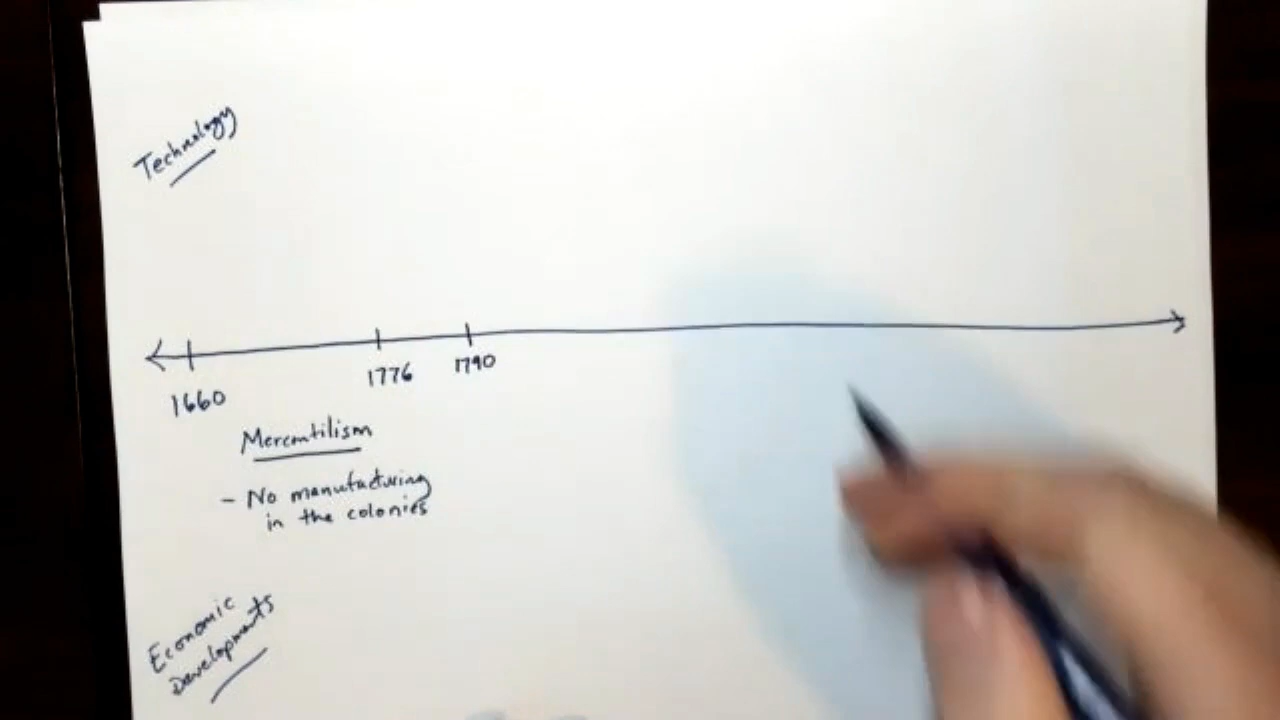 Technology
1660
1776
1790
Mercantilism
- No manufacturing
in the colonies
Economic
Developments